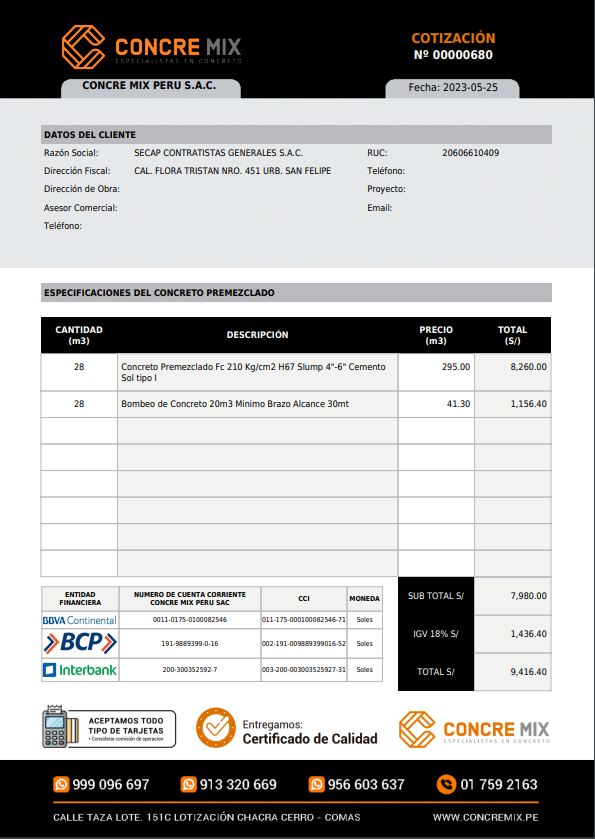 CONCRE MIX
ESPECIALISTAS EN CONCRETO
COTIZACIÓN
Nº 00000680
CONCRE MIX PERU S.A.C.
Fecha: 2023-05-25
DATOS DEL CLIENTE
Razón Social: SECAP CONTRATISTAS GENERALES S.A.C. RUC: 20606610409
Dirección Fiscal: CAL. FLORA TRISTAN NRO. 451 URB. SAN FELIPE Teléfono:
Dirección de Obra: Proyecto:
Asesor Comercial: Email:
Teléfono:
ESPECIFICACIONES DEL CONCRETO PREMEZCLADO
CANTIDAD DESCRIPCIÓN PRECIO TOTAL
(m3) (m3) (S/)
28 Concreto Premezclado Fc 210 Kg/cm2 H67 Slump 4"-6" Cemento 295.00 8,260.00
Sol tipo I
28 Bombeo de Concreto 20m3 Minimo Brazo Alcance 30mt 41.30 1,156.40
ENTIDAD NUMERO DE CUENTA CORRIENTE CCI MONEDA
FINANCIERA CONCRE MIX PERU SAC
BBVA Continental 0011-0175-0100082546 011-175-000100082546-71 Soles
BCP 191-9889399-0-16 002-191-009889399016-52 Soles
Interbank 200-300352592-7 003-200-003003525927-31 Soles
SUB TOTAL S/ 7,980.00
IGV 18% S/ 1,436.40
TOTAL S/ 9,416.40
ACEPTAMOS TODO
TIPO DE TARJETAS
• Considerar comisión de operacion
Entregamos:
Certificado de Calidad
CONCRE MIX
ESPECIALISTAS EN CONCRETO
999 096 697 913 320 669 956 603 637 01 759 2163
CALLE TAZA LOTE. 151C LOTIZACIÓN CHACRA CERRO - COMAS WWW.CONCREMIX.PE